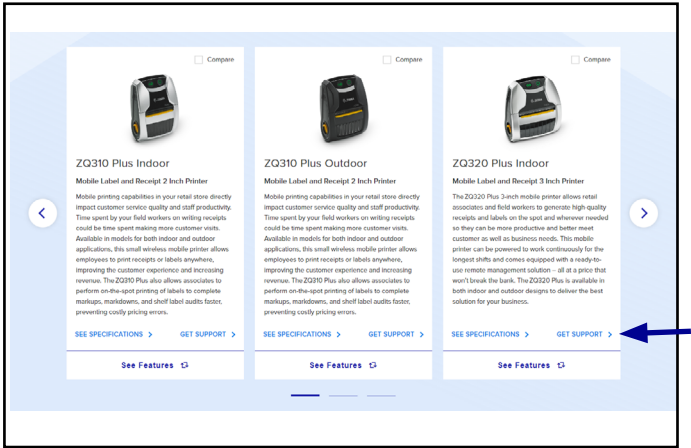 Compare
ZQ310 Plus Indoor
Mobile Label and Receipt 2 Inch Printer
Mobile printing capabilities in your retail store directly
impact customer service quality and staff productivity.
Time spent by your field workers on writing receipts
could be time spent making more customer visits.
Available in models for both indoor and outdoor
applications, this small wireless mobile printer allows
employees to print receipts or labels anywhere,
improving the customer experience and increasing
revenue. The ZQ310 Plus also allows associates to
perform on-the-spot printing of labels to complete
markups, markdowns, and shelf label audits faster,
preventing costly pricing errors.
SEE SPECIFICATIONS
GET SUPPORT
See Features
Compare
ZQ310 Plus Outdoor
Mobile Label and Receipt 2 Inch Printer
Mobile printing capabilities in your retail store directly
impact customer service quality and staff productivity.
Time spent by your field workers on writing receipts
could be time spent making more customer visits.
Available in models for both indoor and outdoor
applications, this small wireless mobile printer allows
employees to print receipts or labels anywhere,
improving the customer experience and increasing
revenue. The ZQ310 Plus also allows associates to
perform on-the-spot printing of labels to complete
markups, markdowns, and shelf label audits faster,
preventing costly pricing errors.
SEE SPECIFICATIONS
GET SUPPORT
See Features
Compare
ZQ320 Plus Indoor
Mobile Label and Receipt 3 Inch Printer
The ZQ320 Plus 3-inch mobile printer allows retail
associates and field workers to generate high-quality
receipts and labels on the spot and wherever needed
so they can be more productive and better meet
customer as well as business needs. This mobile
printer can be powered to work continuously for the
longest shifts and comes equipped with a ready-to-
use remote management solution – all at a price that
won't break the bank. The ZQ320 Plus is available in
both indoor and outdoor designs to deliver the best
solution for your business.
SEE SPECIFICATIONS
GET SUPPORT
See Features